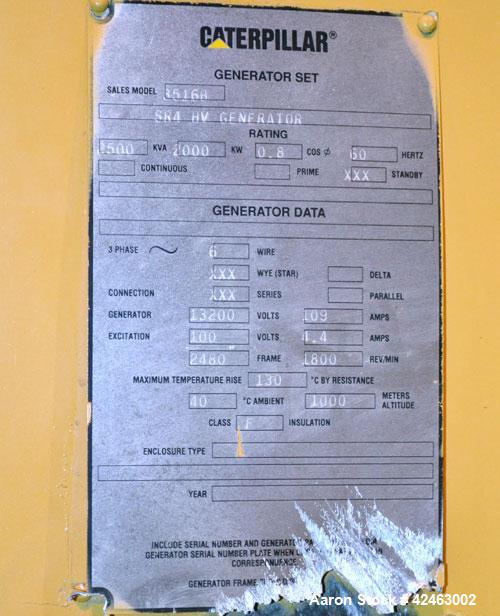 CATERPILLAR®
GENERATOR SET
SALES MODEL 3516B
SR4 HV GENERATOR
RATING
2500 KVA 2000 KW 0.8 COS Ø 60 HERTZ
CONTINUOUS PRIME XXX STANDBY
GENERATOR DATA
3 PHASE 6 WIRE
XXX WYE (STAR) DELTA
CONNECTION XXX SERIES PARALLEL
GENERATOR 13200 VOLTS 109 AMPS
EXCITATION 100 VOLTS 4.4 AMPS
2480 FRAME 1800 REV/MIN
MAXIMUM TEMPERATURE RISE 130 °C BY RESISTANCE
40 °C AMBIENT 1000 METERS ALTITUDE
CLASS F INSULATION
ENCLOSURE TYPE
YEAR
INCLUDE SERIAL NUMBER AND GENERATOR
GENERATOR SERIAL NUMBER PLATE WHEN
CORRESPONDENCE
GENERATOR FRAME
Aaron Stock # 42463002